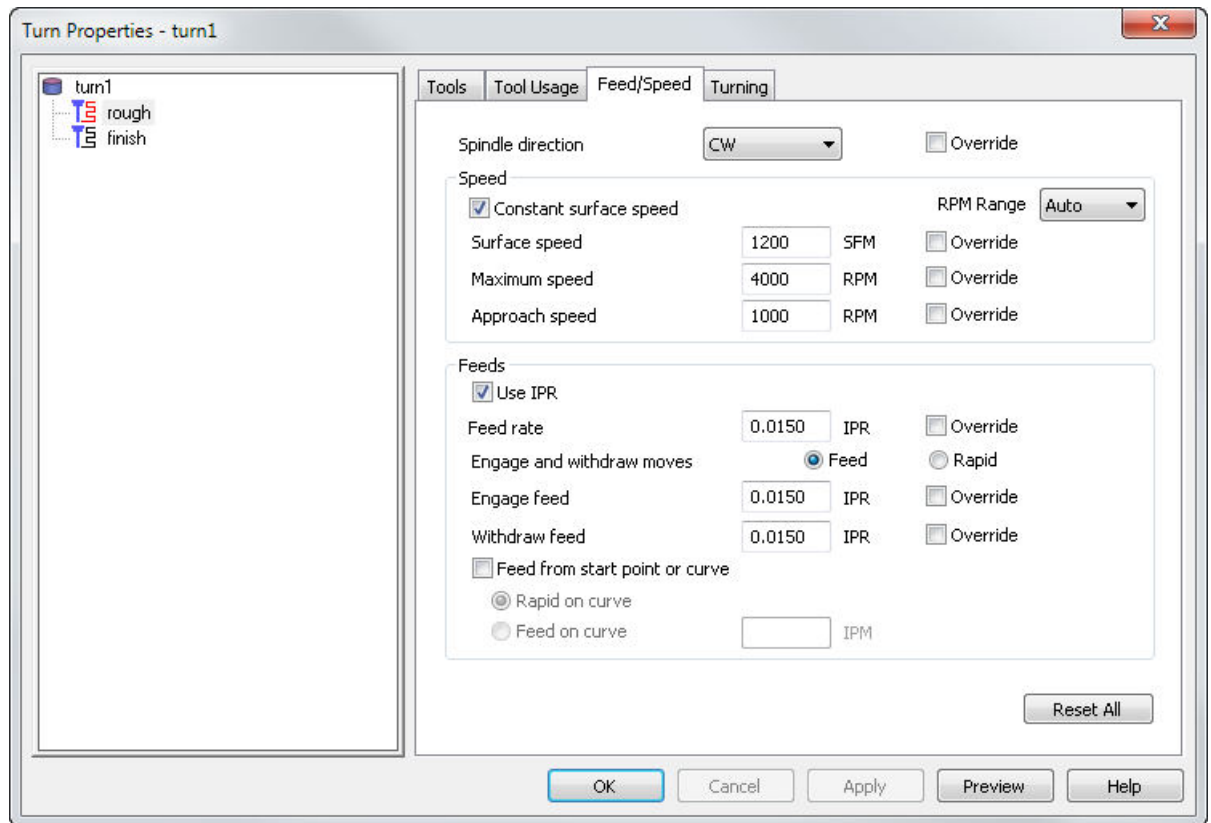 Turn Properties - turn1
turn1
rough
finish
Tools Tool Usage Feed/Speed Turning
Spindle direction CW Override
Speed
Constant surface speed RPM Range Auto
Surface speed 1200 SFM Override
Maximum speed 4000 RPM Override
Approach speed 1000 RPM Override
Feeds
Use IPR
Feed rate 0.0150 IPR Override
Engage and withdraw moves Feed Rapid
Engage feed 0.0150 IPR Override
Withdraw feed 0.0150 IPR Override
Feed from start point or curve
Rapid on curve
Feed on curve IPM
Reset All
OK Cancel Apply Preview Help